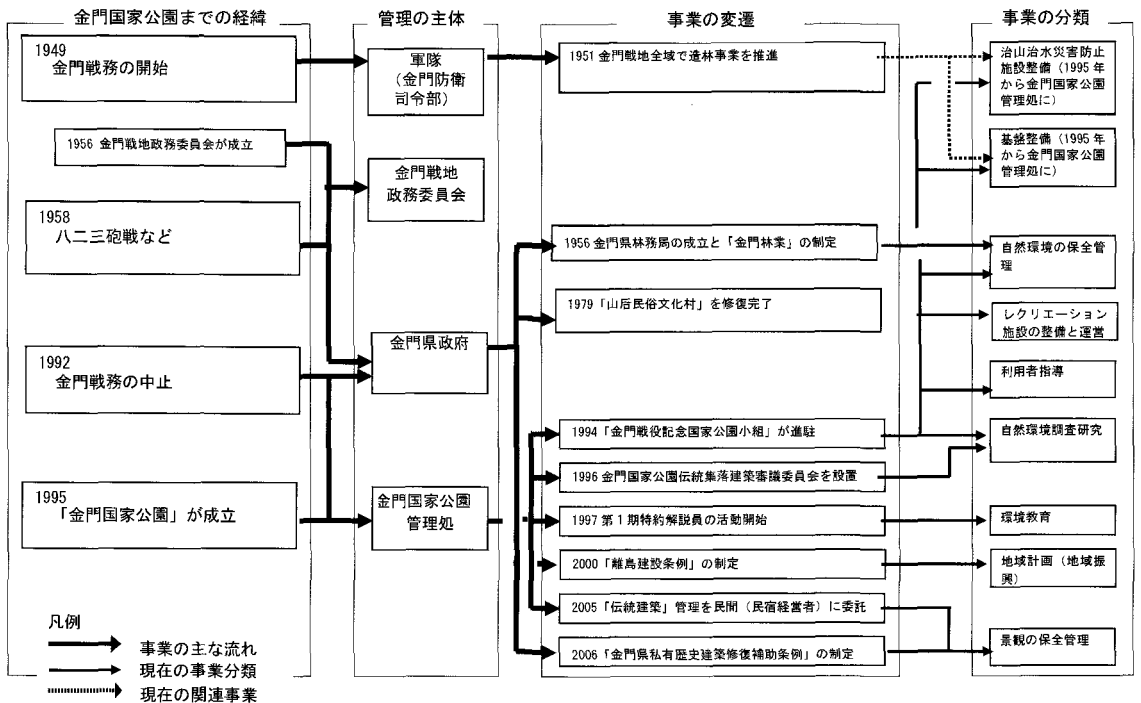 金門国家公園までの経緯
1949
金門戦務の開始
1956 金門戦地政務委員会が成立
1958
八二三砲戦など
1992
金門戦務の中止
1995
「金門国家公園」が成立
凡例
事業の主な流れ
現在の事業分類
現在の関連事業
管理の主体
軍隊
（金門防衛
司令部）
金門戦地
政務委員会
金門県政府
金門国家公園
管理処
事業の変遷
1951 金門戦地全域で造林事業を推進
1956 金門県林務局の成立と「金門林業」の制定
1979「山后民俗文化村」を修復完了
1994「金門戦役記念国家公園小組」が進駐
1996 金門国家公園伝統集落建築審議委員会を設置
1997 第1期特約解説員の活動開始
2000「離島建設条例」の制定
2005「伝統建築」管理を民間（民宿経営者）に委託
2006「金門県私有歴史建築修復補助条例」の制定
事業の分類
治山治水災害防止
施設整備（1995 年
から金門国家公園
管理処に）
基盤整備（1995 年
から金門国家公園
管理処に）
自然環境の保全管
理
レクリエーション
施設の整備と運営
利用者指導
自然環境調査研究
環境教育
地域計画（地域振
興）
景観の保全管理